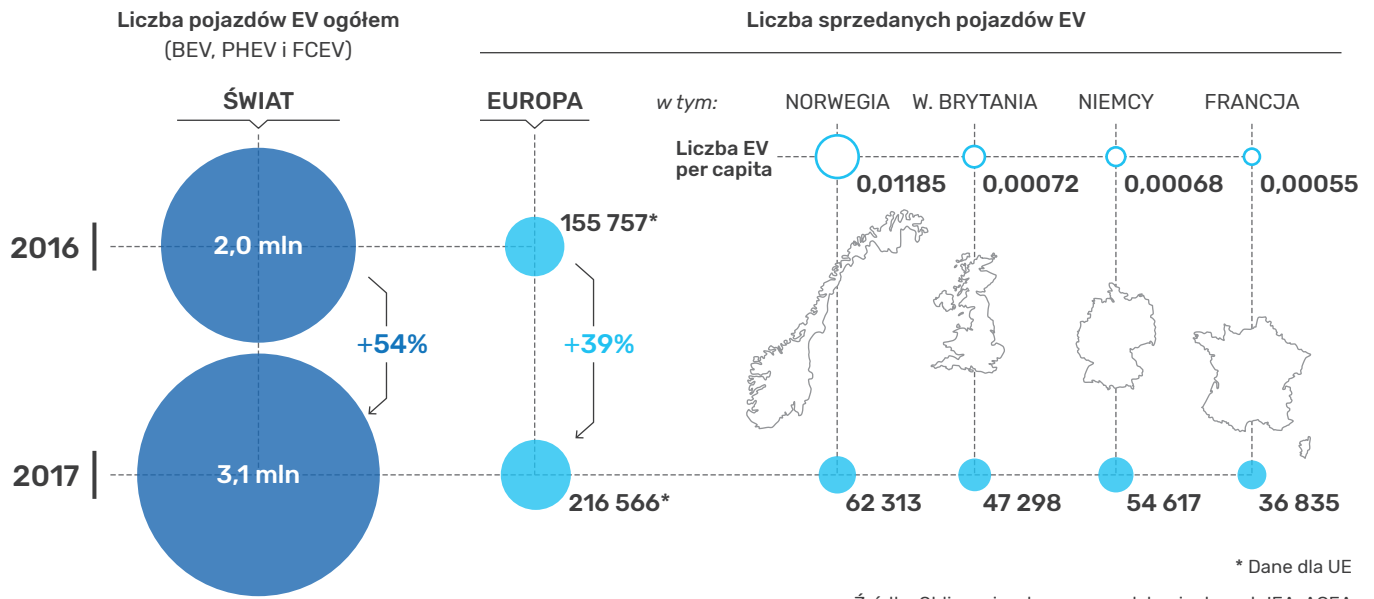 Liczba pojazdów EV ogółem
(BEV, PHEV i FCEV)
Liczba sprzedanych pojazdów EV
ŚWIAT
EUROPA
w tym:
NORWEGIA
W. BRYTANIA
NIEMCY
FRANCJA
Liczba EV
per capita
0,01185
0,00072
0,00068
0,00055
2016
2,0 mln
155 757*
+54%
+39%
2017
3,1 mln
216 566*
62 313
47 298
54 617
36 835
* Dane dla UE